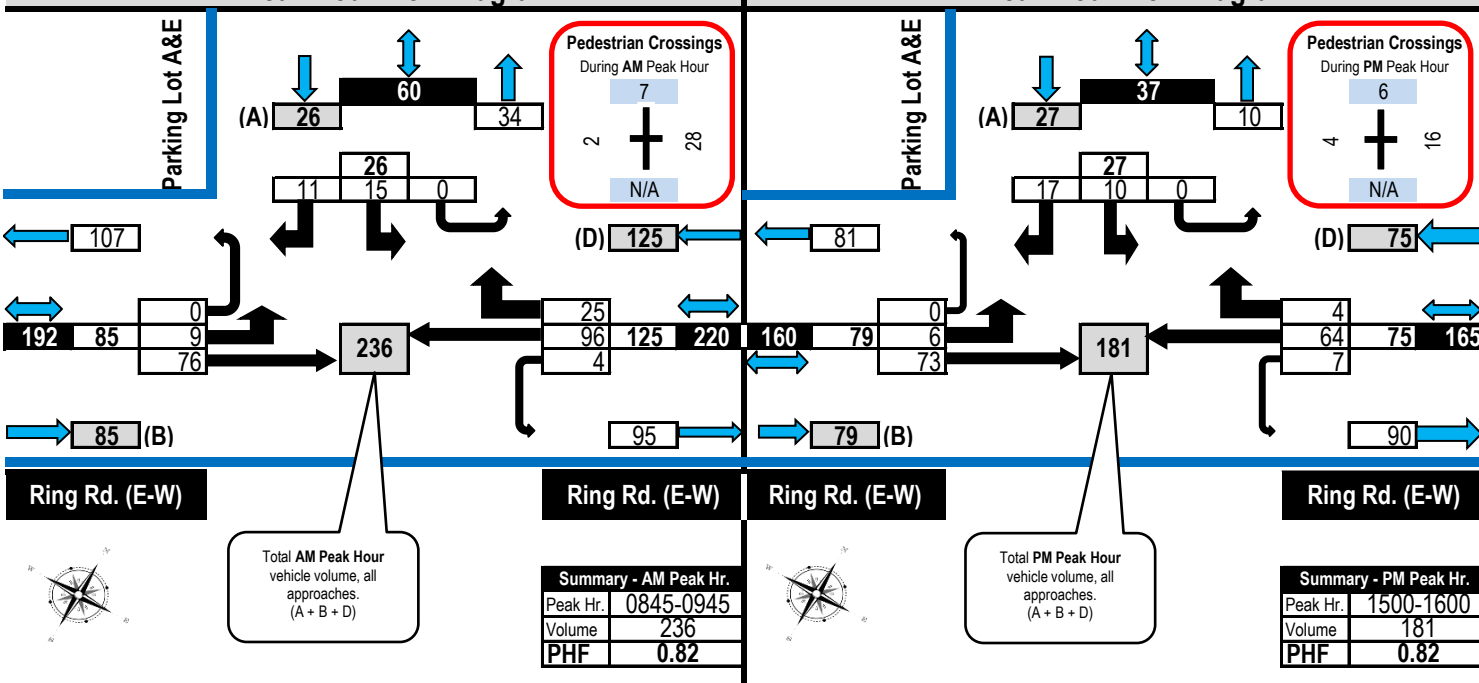 Parking Lot A&E
60
(A) 26
34
Pedestrian Crossings
During AM Peak Hour
7
2
28
N/A
26
11 15 0
107
(D) 125
0
192 85 9
76
236
25
96 125 220
4
85 (B)
95
Ring Rd. (E-W)
Ring Rd. (E-W)
Total AM Peak Hour
vehicle volume, all
approaches.
(A + B + D)
Summary - AM Peak Hr.
Peak Hr. 0845-0945
Volume 236
PHF 0.82
Parking Lot A&E
37
(A) 27
10
Pedestrian Crossings
During PM Peak Hour
6
4
16
N/A
27
17 10 0
81
(D) 75
0
160 79 6
73
181
4
64 75 165
7
79 (B)
90
Ring Rd. (E-W)
Ring Rd. (E-W)
Total PM Peak Hour
vehicle volume, all
approaches.
(A + B + D)
Summary - PM Peak Hr.
Peak Hr. 1500-1600
Volume 181
PHF 0.82